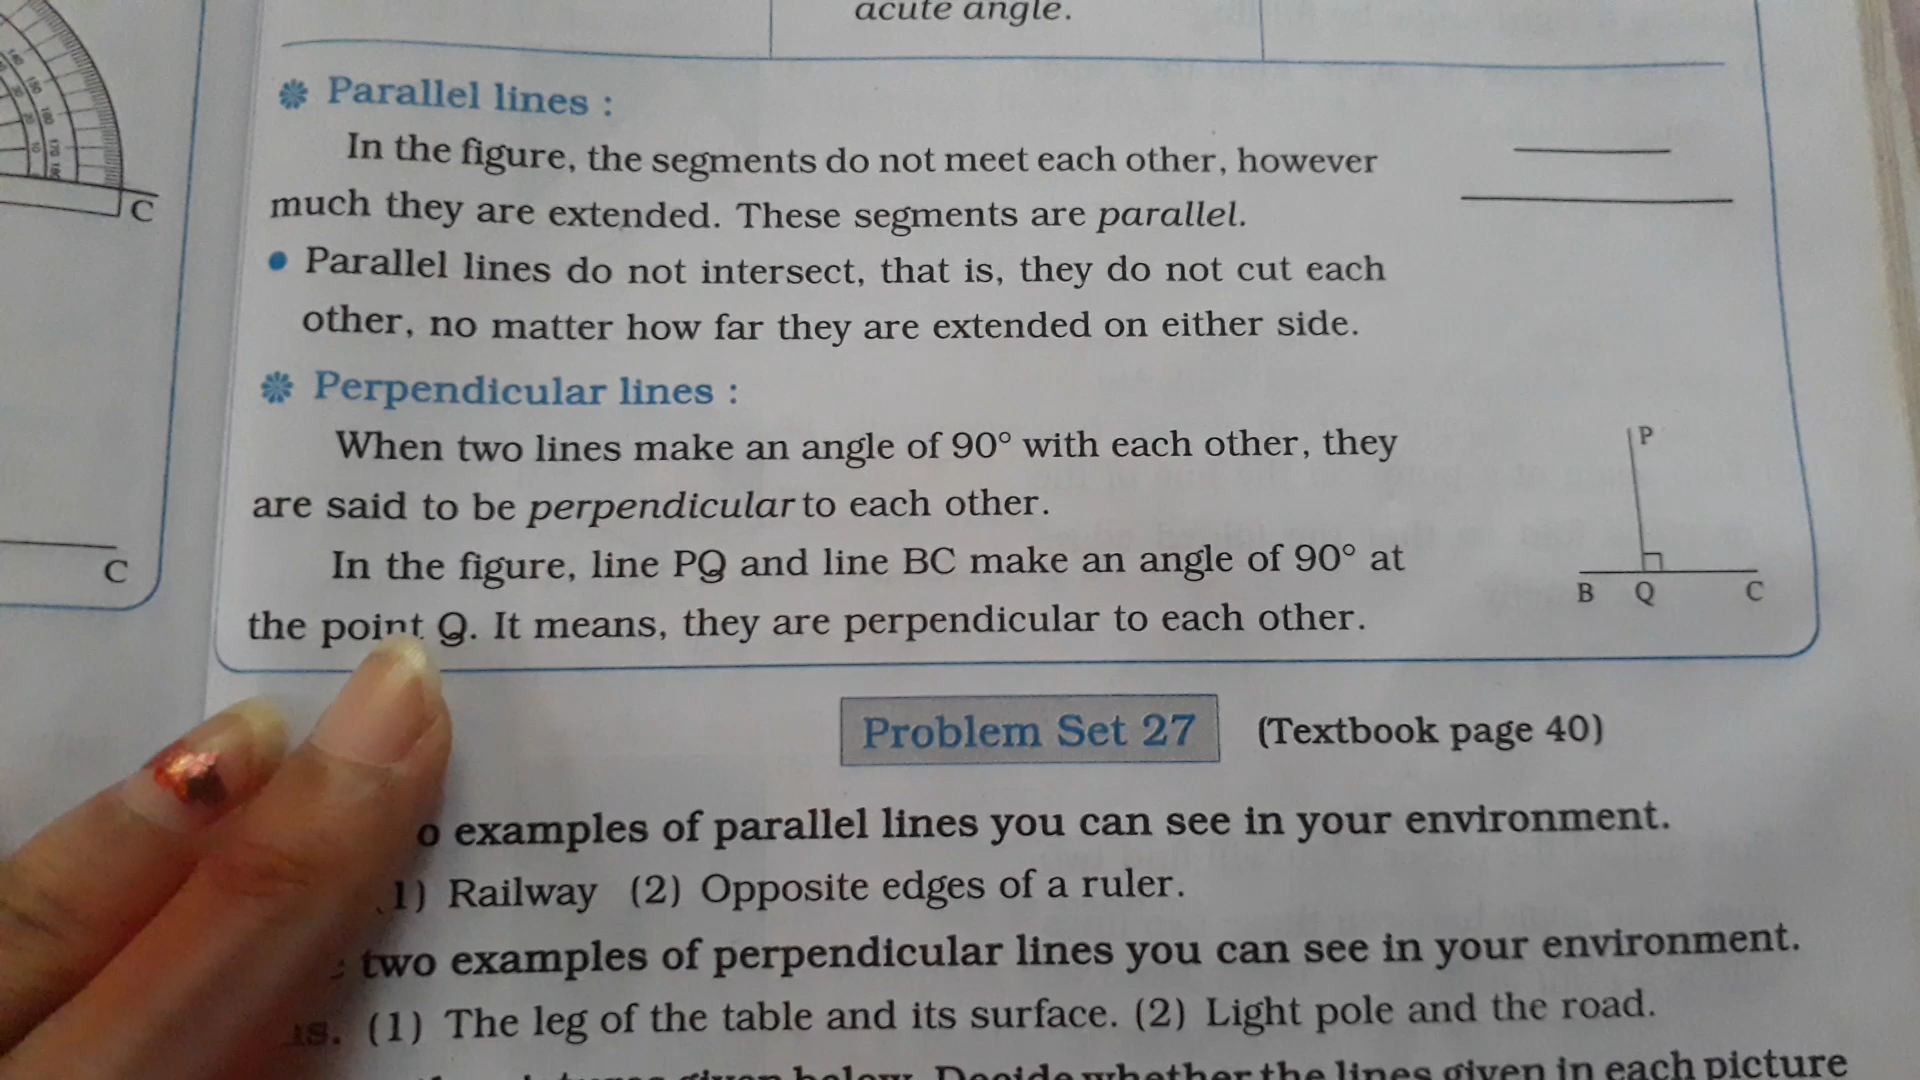 acute angle.
Parallel lines :
In the figure, the segments do not meet each other, however
much they are extended. These segments are parallel.
• Parallel lines do not intersect, that is, they do not cut each
other, no matter how far they are extended on either side.
Perpendicular lines :
When two lines make an angle of 90° with each other, they
are said to be perpendicular to each other.
P
In the figure, line PQ and line BC make an angle of 90° at
the point Q. It means, they are perpendicular to each other.
B Q C
C
C
Problem Set 27 (Textbook page 40)
examples of parallel lines you can see in your environment.
1) Railway (2) Opposite edges of a ruler.
two examples of perpendicular lines you can see in your environment.
(1) The leg of the table and its surface. (2) Light pole and the road.
given below. Decide whether the lines given in each picture